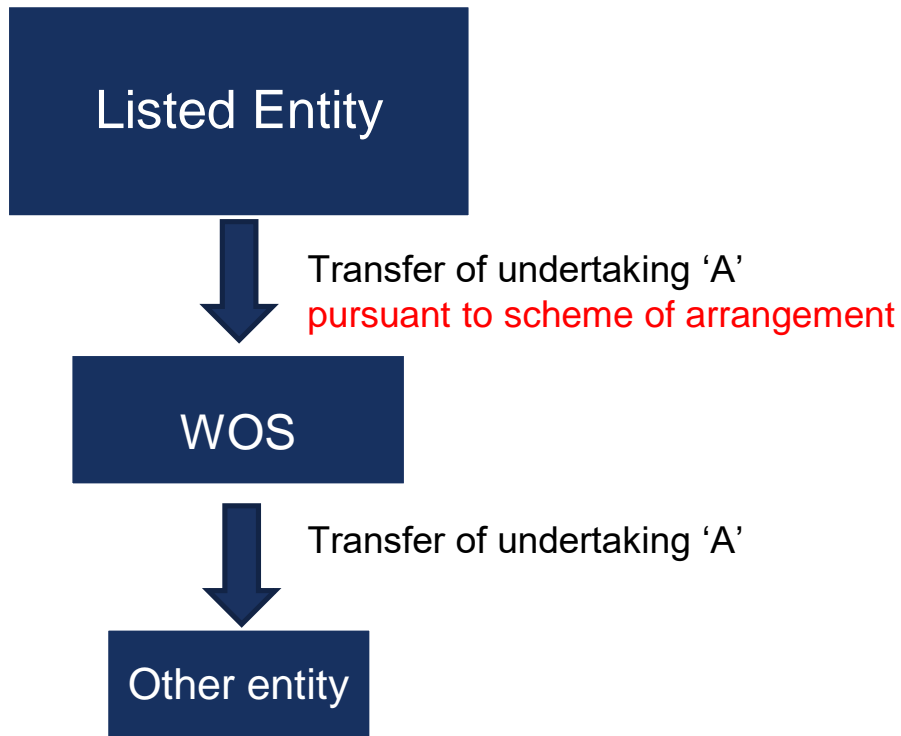 Listed Entity
Transfer of undertaking ‘A’
pursuant to scheme of arrangement
WOS
Transfer of undertaking ‘A’
Other entity